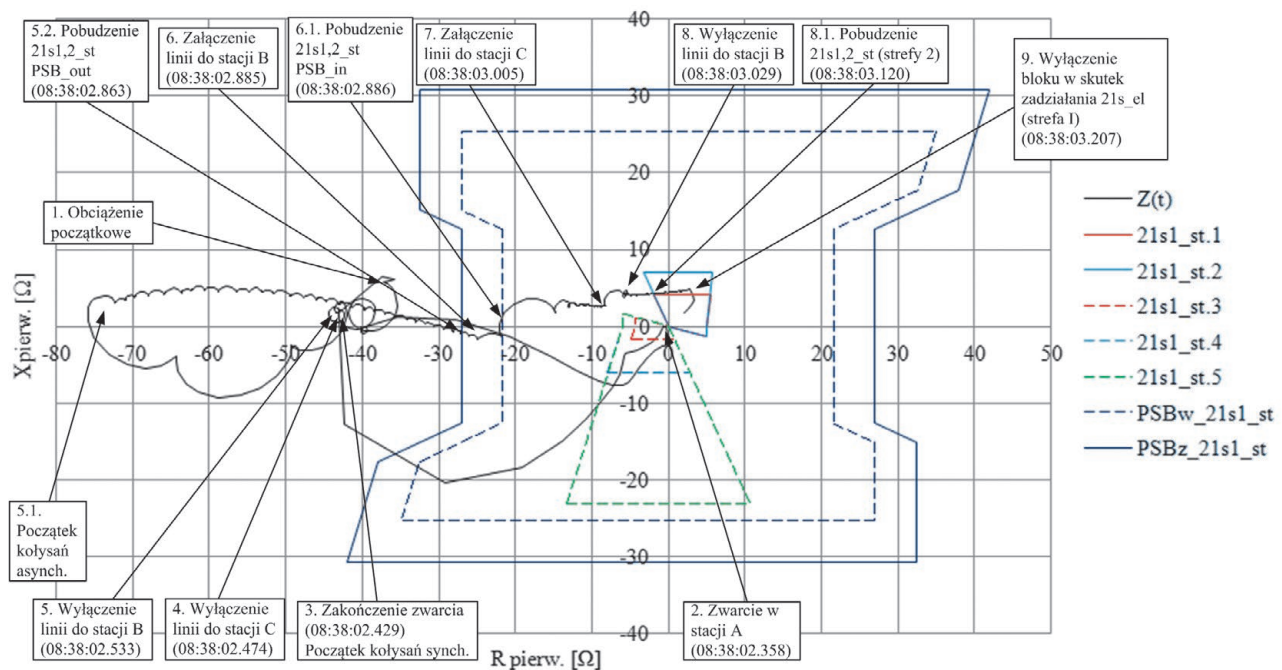 5.2. Pobudzenie
21s1,2_st
PSB_out
(08:38:02.863)
6. Załączenie
linii do stacji B
(08:38:02.885)
6.1. Pobudzenie
21s1,2_st
PSB_in
(08:38:02.886)
7. Załączenie
linii do stacji C
(08:38:03.005)
8. Wyłączenie
linii do stacji B
(08:38:03.029)
8.1. Pobudzenie
21s1,2_st (strefy 2)
(08:38:03.120)
9. Wyłączenie
bloku w skutek
zadziałania 21s_el
(strefa I)
(08:38:03.207)
1. Obciążenie
początkowe
5.1.
Początek
kołysań
asynch.
5. Wyłączenie
linii do stacji B
(08:38:02.533)
4. Wyłączenie
linii do stacji C
(08:38:02.474)
3. Zakończenie zwarcia
(08:38:02.429)
Początek kołysań synch.
2. Zwarcie w
stacji A
(08:38:02.358)
40
30
20
10
0
-10
-20
-30
-40
-80 -70 -60 -50 -40 -30 -20 -10 0 10 20 30 40 50
X pierw. [Ω]
R pierw. [Ω]
Z(t)
21s1_st.1
21s1_st.2
21s1_st.3
21s1_st.4
21s1_st.5
PSBw_21s1_st
PSBz_21s1_st